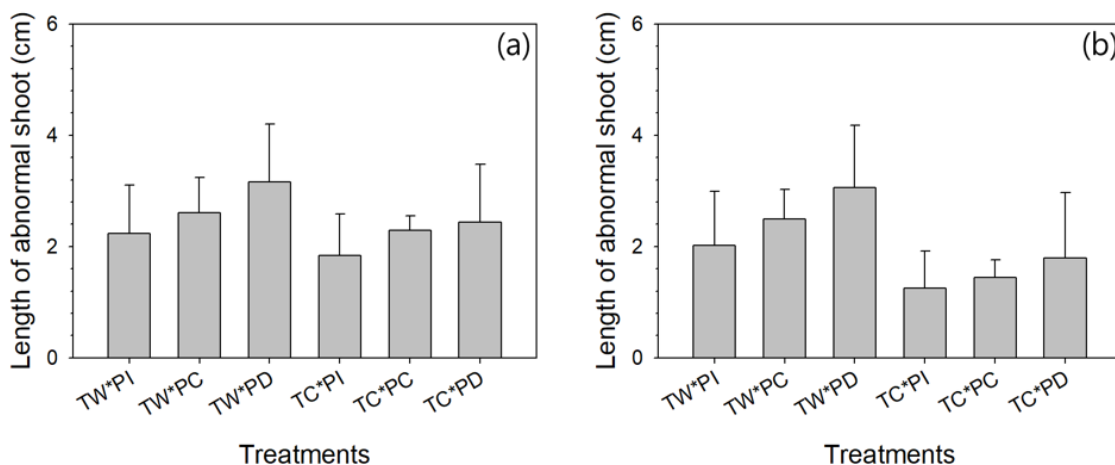 Length of abnormal shoot (cm)
6
4
2
0
(a)
TW*PI
TW*PC
TW*PD
TC*PI
TC*PC
TC*PD
Treatments
Length of abnormal shoot (cm)
6
4
2
0
(b)
TW*PI
TW*PC
TW*PD
TC*PI
TC*PC
TC*PD
Treatments